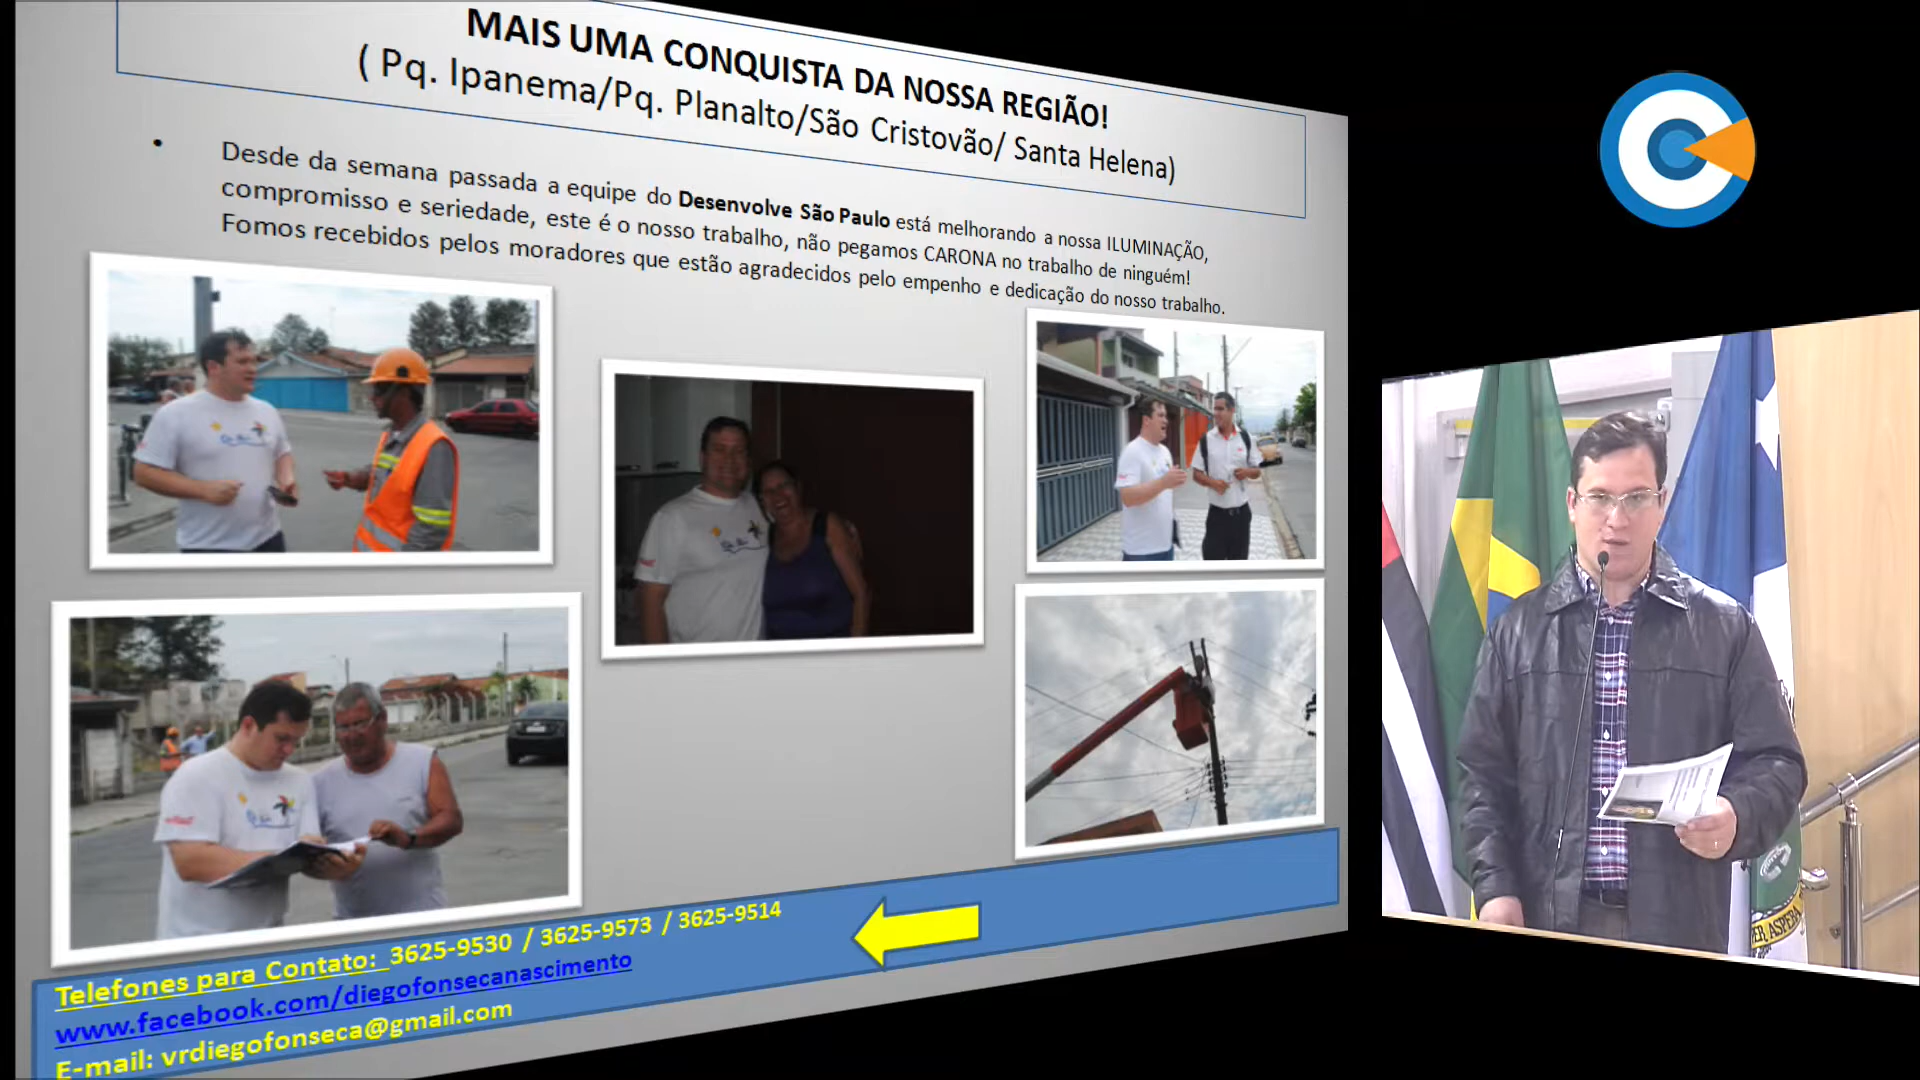 MAIS UMA CONQUISTA DA NOSSA REGIÃO!
( Pq. Ipanema/Pq. Planalto/São Cristovão/ Santa Helena)
• Desde da semana passada a equipe do Desenvolve São Paulo está melhorando a nossa ILUMINAÇÃO,
compromisso e seriedade, este é o nosso trabalho, não pegamos CARONA no trabalho de ninguém!
Fomos recebidos pelos moradores que estão agradecidos pelo empenho e dedicação do nosso trabalho.
Telefones para Contato: 3625-9530 / 3625-9573 / 3625-9514
www.facebook.com/diegofonsecanascimento
E-mail: vrdiegofonseca@gmail.com